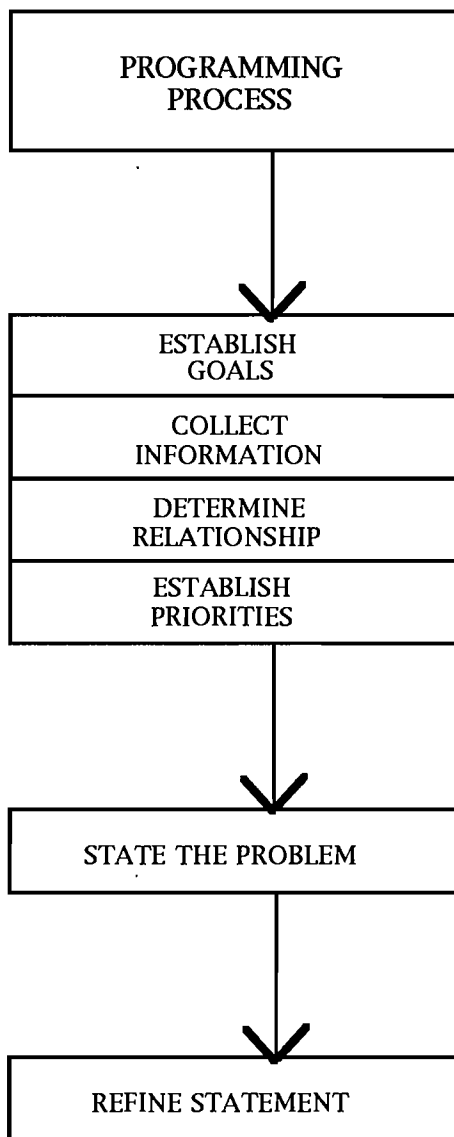 PROGRAMMING
PROCESS
ESTABLISH
GOALS
COLLECT
INFORMATION
DETERMINE
RELATIONSHIP
ESTABLISH
PRIORITIES
STATE THE PROBLEM
REFINE STATEMENT